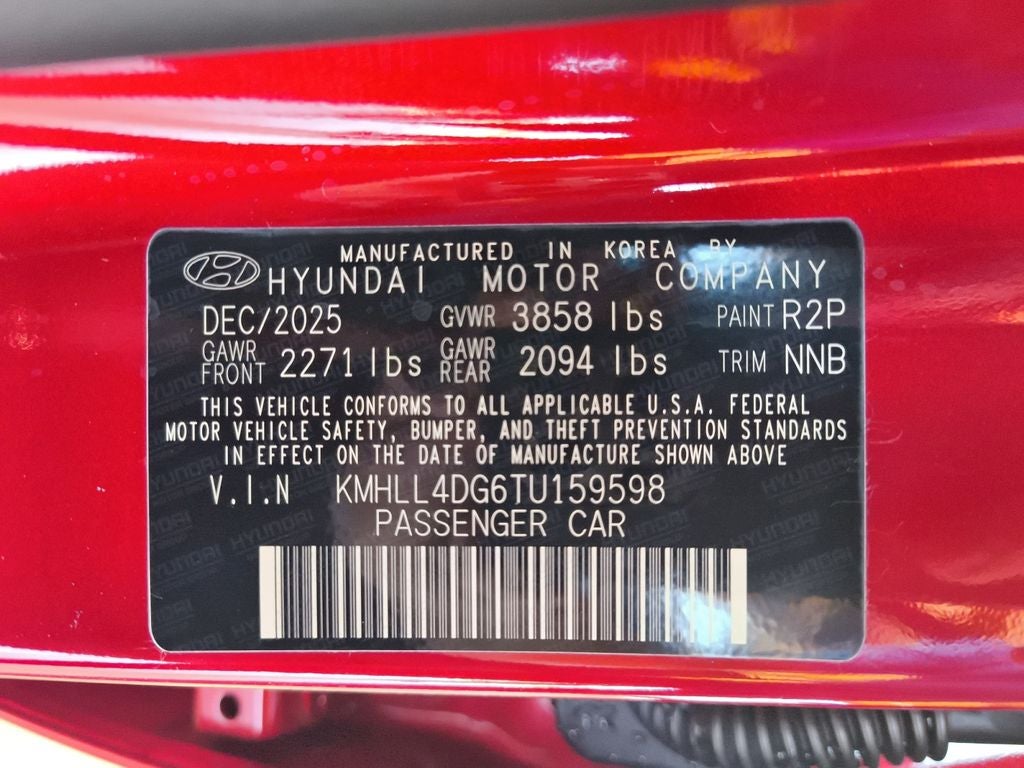 MANUFACTURED IN KOREA BY
HYUNDAI MOTOR COMPANY
DEC/2025 GVWR 3858 lbs PAINT R2P
GAWR FRONT 2271 lbs GAWR REAR 2094 lbs TRIM NNB
THIS VEHICLE CONFORMS TO ALL APPLICABLE U.S.A. FEDERAL
MOTOR VEHICLE SAFETY, BUMPER, AND THEFT PREVENTION STANDARDS
IN EFFECT ON THE DATE OF MANUFACTURE SHOWN ABOVE
V.I.N KMHLL4DG6TU159598
PASSENGER CAR